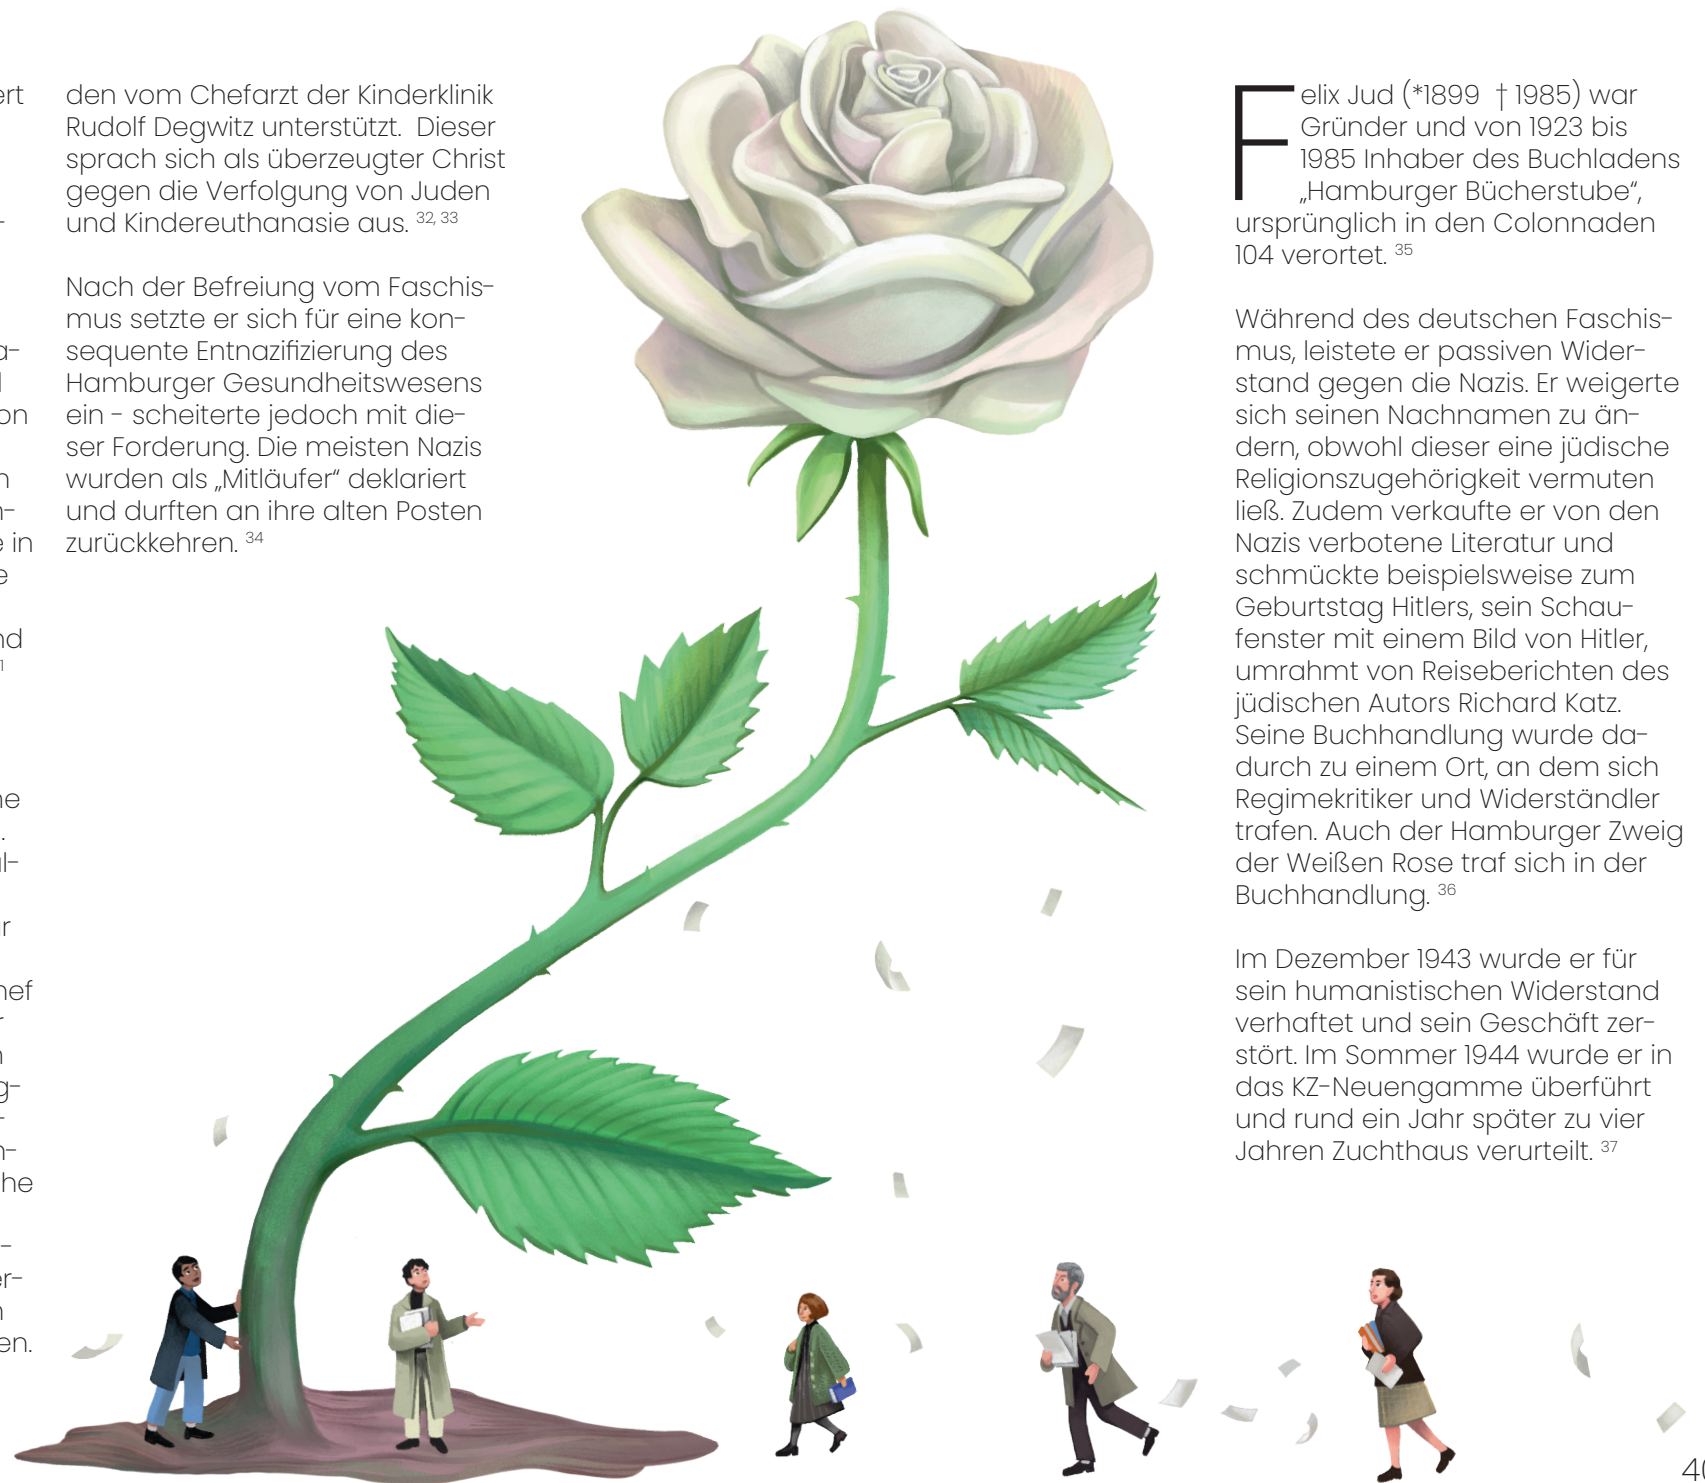 den vom Chefarzt der Kinderklinik
Rudolf Degwitz unterstützt. Dieser
sprach sich als überzeugter Christ
gegen die Verfolgung von Juden
und Kindereuthanasie aus. 32, 33
Nach der Befreiung vom Faschis-
mus setzte er sich für eine kon-
sequente Entnazifizierung des
Hamburger Gesundheitswesens
ein - scheiterte jedoch mit die-
ser Forderung. Die meisten Nazis
wurden als „Mitläufer“ deklariert
und durften an ihre alten Posten
zurückkehren. 34
Felix Jud (*1899 † 1985) war
Gründer und von 1923 bis
1985 Inhaber des Buchladens
„Hamburger Bücherstube“,
ursprünglich in den Colonnaden
104 verortet. 35
Während des deutschen Faschis-
mus, leistete er passiven Wider-
stand gegen die Nazis. Er weigerte
sich seinen Nachnamen zu än-
dern, obwohl dieser eine jüdische
Religionszugehörigkeit vermuten
ließ. Zudem verkaufte er von den
Nazis verbotene Literatur und
schmückte beispielsweise zum
Geburtstag Hitlers, sein Schau-
fenster mit einem Bild von Hitler,
umrahmt von Reiseberichten des
jüdischen Autors Richard Katz.
Seine Buchhandlung wurde da-
durch zu einem Ort, an dem sich
Regimekritiker und Widerständler
trafen. Auch der Hamburger Zweig
der Weißen Rose traf sich in der
Buchhandlung. 36
Im Dezember 1943 wurde er für
sein humanistischen Widerstand
verhaftet und sein Geschäft zer-
stört. Im Sommer 1944 wurde er in
das KZ-Neuengamme überführt
und rund ein Jahr später zu vier
Jahren Zuchthaus verurteilt. 37